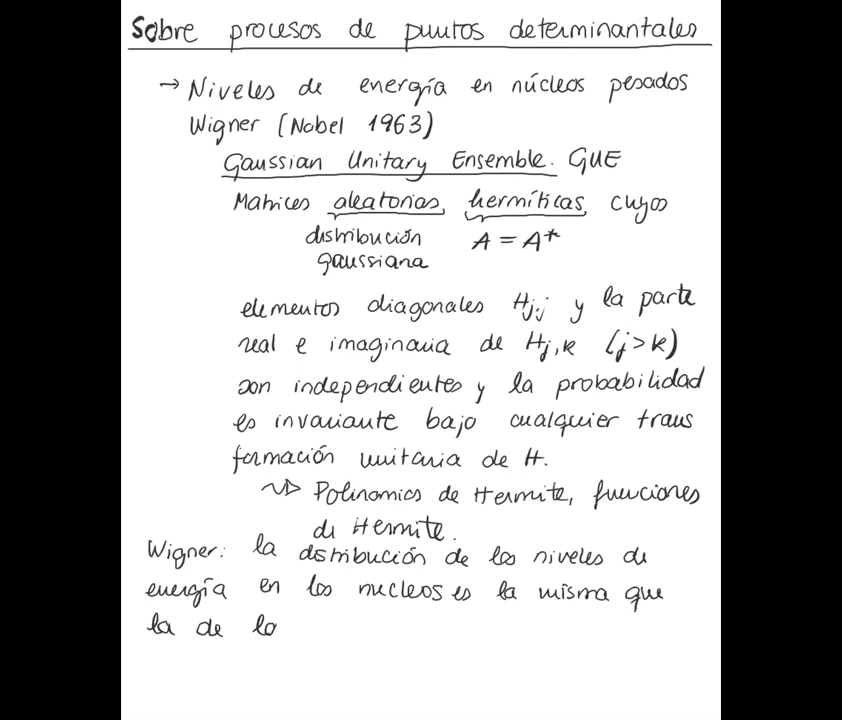 Sobre procesos de puntos determinantales
→ Niveles de energía en núcleos pesados
Wigner (Nobel 1963)
Gaussian Unitary Ensemble. GUE
Matrices aleatorias, hermíticas, cuyos
distribución A = A*
gaussiana
elementos diagonales Hj,j y la parte
real e imaginaria de Hj,k (j>k)
son independientes y la probabilidad
es invariante bajo cualquier trans
formación unitaria de H.
Polinomios de Hermite, funciones
de Hermite.
Wigner: la distribución de los niveles de
energía en los nucleos es la misma que
la de lo